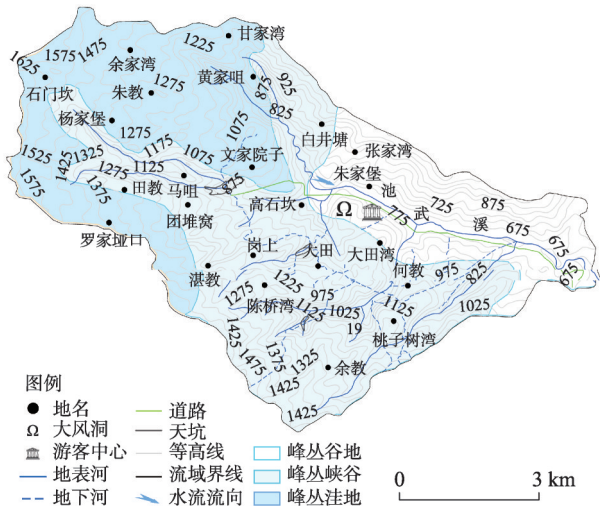 甘家湾
1225
1475
1575
余家湾
1625
石门坎
朱教
1275
黄家咀
875
925
825
杨家堡
1275
1075
白井塘
1175
文家院子
张家湾
1525
1425
1325
1125
1075
朱家堡
1275
825
池
1575
1375
田教
马咀
团堆窝
高石坎
Ω
775
武
725
875
溪
675
罗家垭口
岗上
大田
大田湾
675
675
湛教
何教
975
825
1275
1225
陈桥湾
975
1125
1025
1125
1025
19
桃子树湾
1425
1475
1375
1325
余教
1425
1425
图例
地名
道路
Ω 大风洞
天坑
游客中心
等高线
峰丛谷地
地表河
流域界线
峰丛峡谷
地下河
水流流向
峰丛洼地
0 3 km